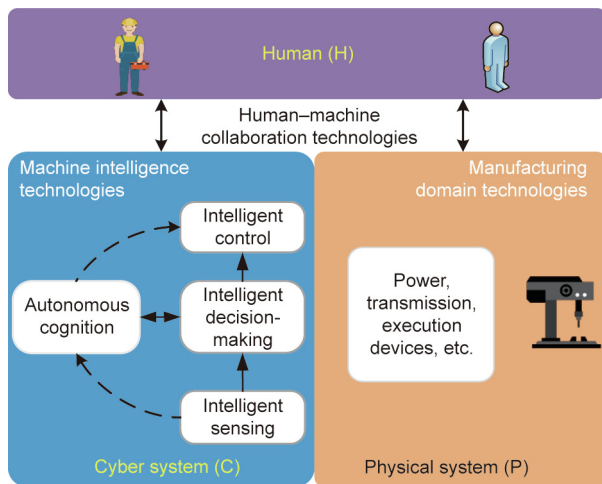 Human (H)
Human–machine
collaboration technologies
Machine intelligence
technologies
Intelligent
control
Autonomous
cognition
Intelligent
decision-
making
Intelligent
sensing
Cyber system (C)
Manufacturing
domain technologies
Power,
transmission,
execution
devices, etc.
Physical system (P)